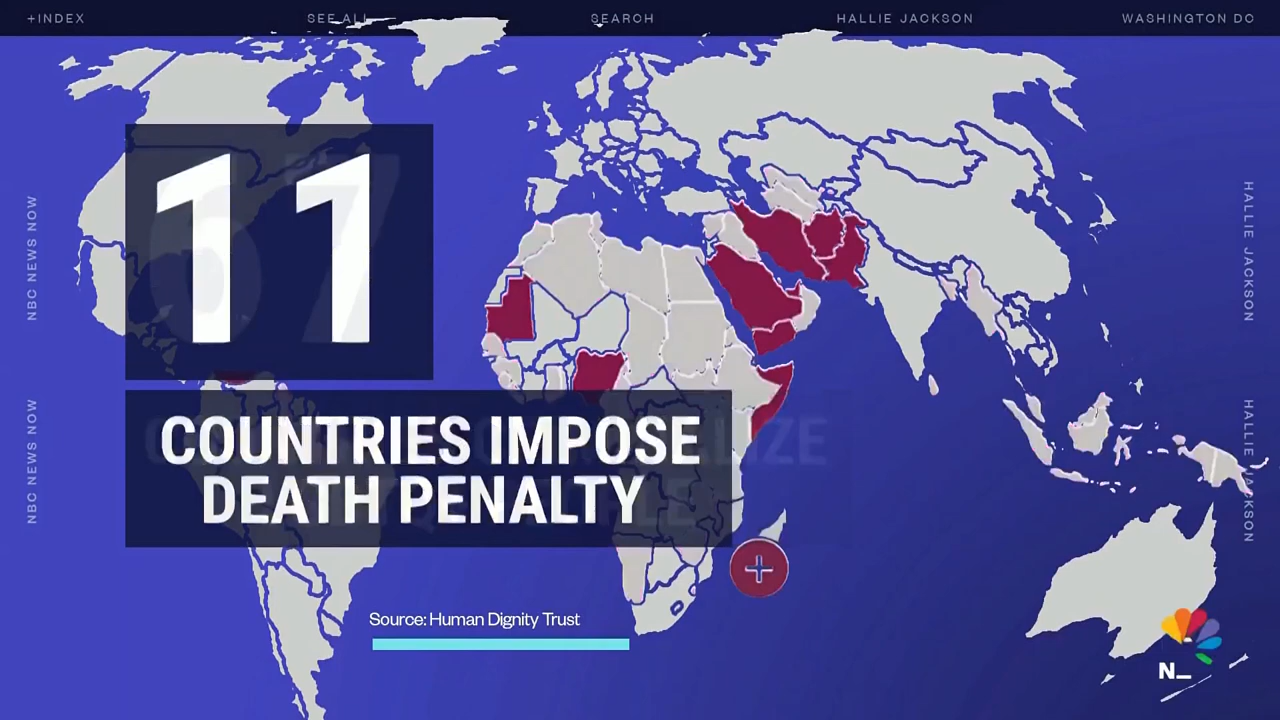 +INDEX
SEE ALL
SEARCH
HALLIE JACKSON
WASHINGTON DC
NBC NEWS NOW
HALLIE JACKSON
11
67
COUNTRIES IMPOSE
DEATH PENALTY
NBC NEWS NOW
HALLIE JACKSON
Source: Human Dignity Trust
N